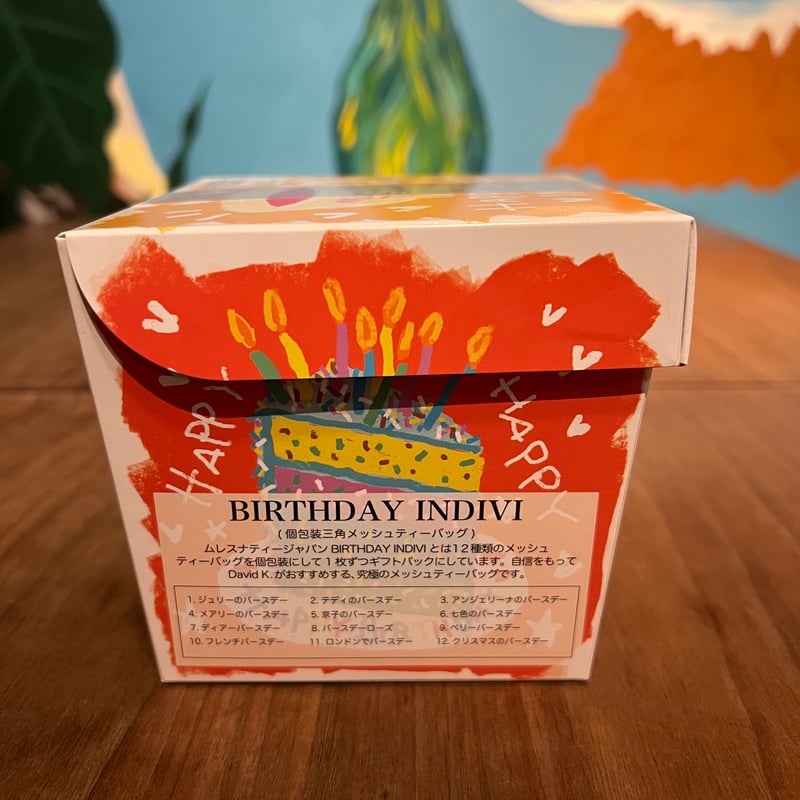 HAPPY
HAPPY
BIRTHDAY INDIVI
(個包装三角メッシュティーバッグ)
ムレスナティージャパン BIRTHDAY INDIVI とは12種類のメッシュ
ティーバッグを個包装にして1枚ずつギフトパックにしています。自信をもって
David K.がおすすめする、究極のメッシュティーバッグです。
1. ジュリーのバースデー 2. テディのバースデー 3. アンジェリーナのバースデー
4. メアリーのバースデー 5. 京子のバースデー 6. 七色のバースデー
7. ディアーバースデー 8. バースデーローズ 9. ベリーバースデー
10. フレンチバースデー 11. ロンドンでバースデー 12. クリスマスのバースデー